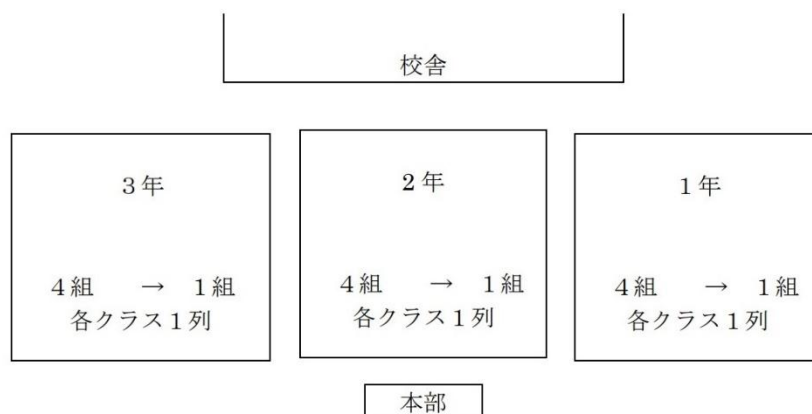 校舎
3年
2年
1年
4組 → 1組
各クラス1列
4組 → 1組
各クラス1列
4組 → 1組
各クラス1列
本部